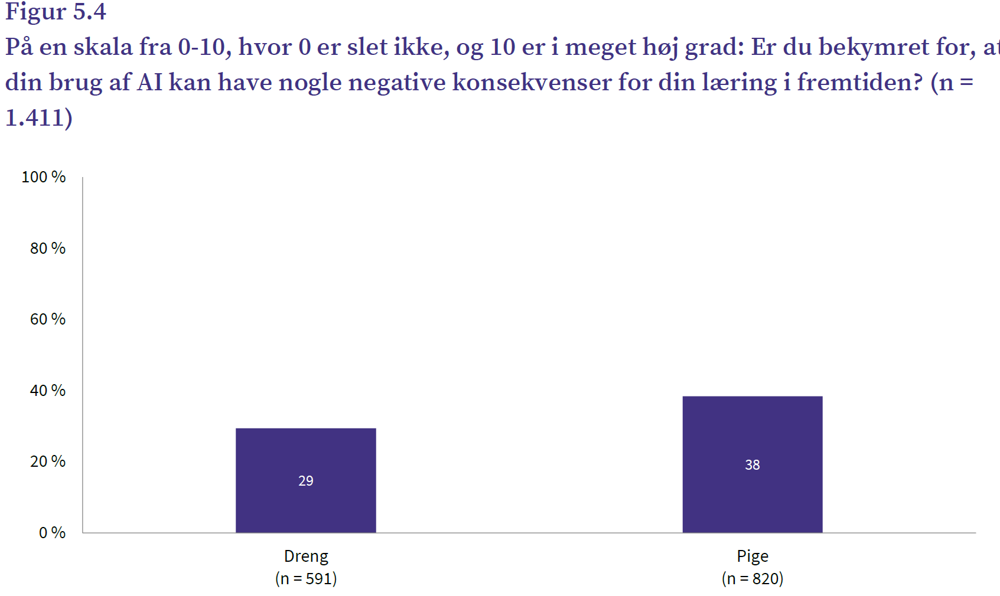 Figur 5.4
På en skala fra 0-10, hvor 0 er slet ikke, og 10 er i meget høj grad: Er du bekymret for, at
din brug af AI kan have nogle negative konsekvenser for din læring i fremtiden? (n =
1.411)
100 %
80 %
60 %
40 %
20 %
0 %
29
38
Dreng
(n = 591)
Pige
(n = 820)